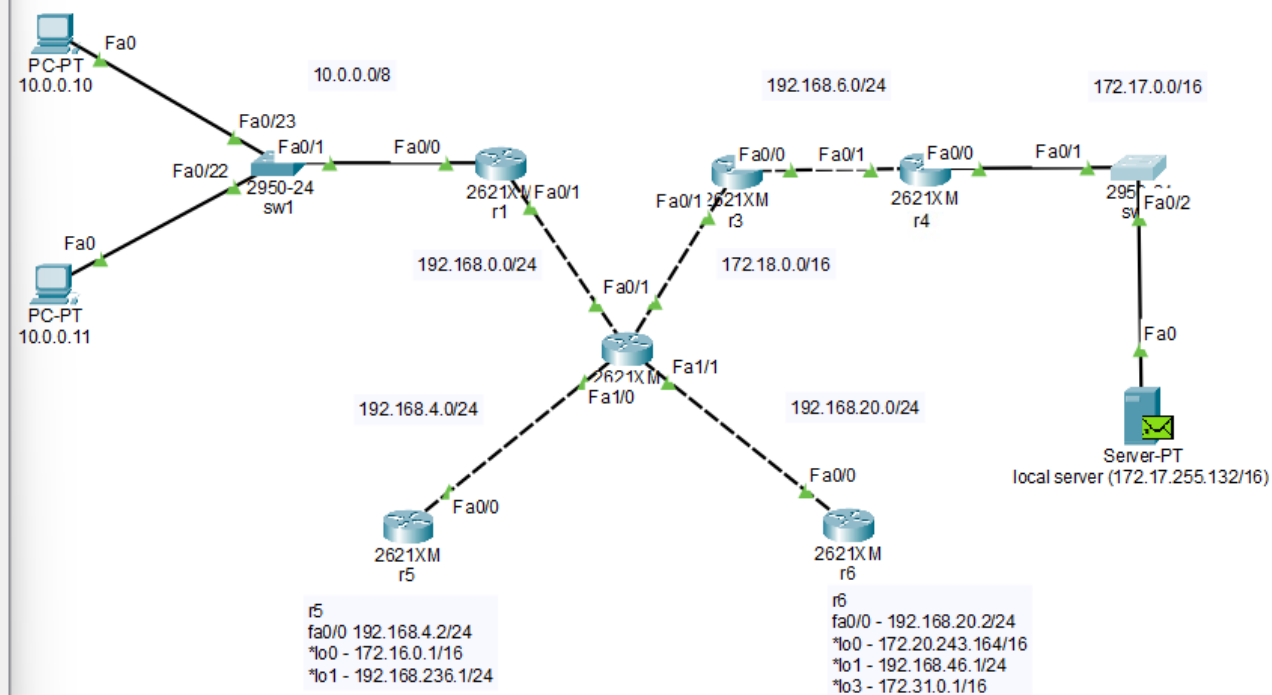 Fa0
PC-PT
10.0.0.10
10.0.0.0/8
192.168.6.0/24
172.17.0.0/16
Fa0/23
Fa0/1
Fa0/0
Fa0/22
2950-24
sw1
2621XM
r1
Fa0/1
Fa0/0
Fa0/1
2621XM
r3
Fa0/1
Fa0/0
2621XM
r4
Fa0/1
Fa0/2
Fa0
PC-PT
10.0.0.11
192.168.0.0/24
172.18.0.0/16
Fa0/1
2621XM
Fa1/0
Fa1/1
Fa0
192.168.4.0/24
192.168.20.0/24
Server-PT
local server (172.17.255.132/16)
Fa0/0
2621XM
r5
Fa0/0
2621XM
r6
r5
fa0/0 192.168.4.2/24
*lo0 - 172.16.0.1/16
*lo1 - 192.168.236.1/24
r6
fa0/0 - 192.168.20.2/24
*lo0 - 172.20.243.164/16
*lo1 - 192.168.46.1/24
*lo3 - 172.31.0.1/16